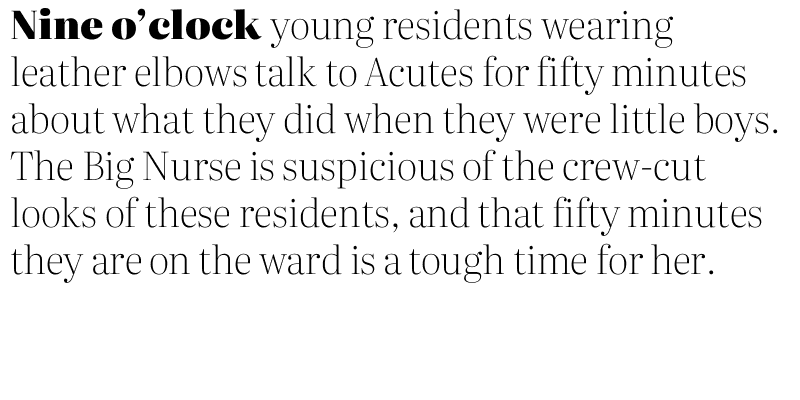 Nine o’clock young residents wearing
leather elbows talk to Acutes for fifty minutes
about what they did when they were little boys.
The Big Nurse is suspicious of the crew-cut
looks of these residents, and that fifty minutes
they are on the ward is a tough time for her.